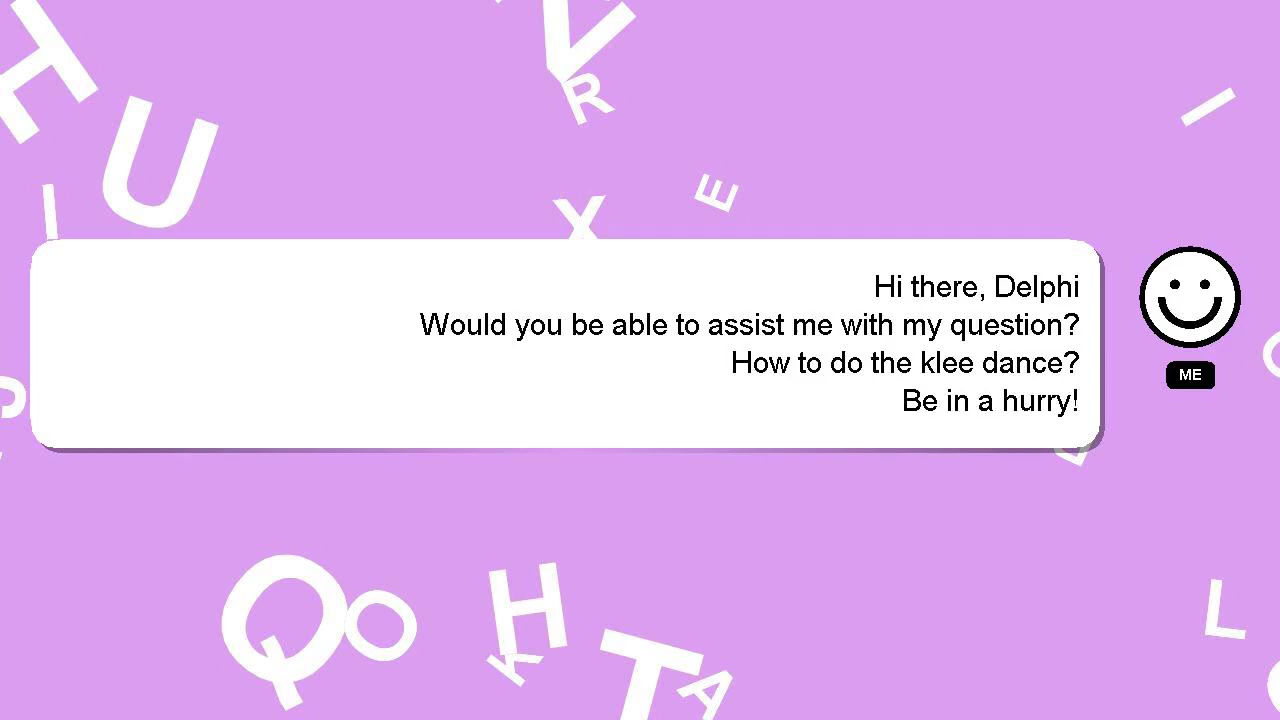 H
U
I
V
R
X
E
I
Hi there, Delphi
Would you be able to assist me with my question?
How to do the klee dance?
Be in a hurry!
ME
Q
O
H
K
T
A
L